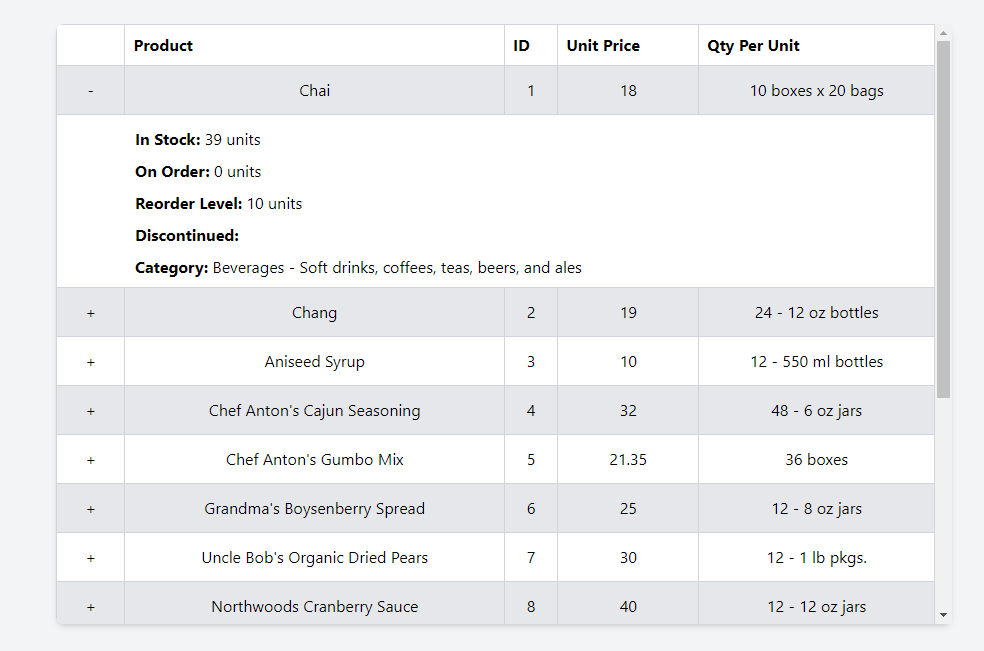 Product ID Unit Price Qty Per Unit
- Chai 1 18 10 boxes x 20 bags
In Stock: 39 units
On Order: 0 units
Reorder Level: 10 units
Discontinued:
Category: Beverages - Soft drinks, coffees, teas, beers, and ales
+ Chang 2 19 24 - 12 oz bottles
+ Aniseed Syrup 3 10 12 - 550 ml bottles
+ Chef Anton's Cajun Seasoning 4 32 48 - 6 oz jars
+ Chef Anton's Gumbo Mix 5 21.35 36 boxes
+ Grandma's Boysenberry Spread 6 25 12 - 8 oz jars
+ Uncle Bob's Organic Dried Pears 7 30 12 - 1 lb pkgs.
+ Northwoods Cranberry Sauce 8 40 12 - 12 oz jars